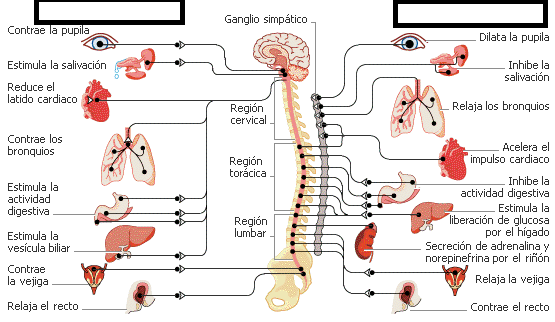 Contrae la pupila
Estimula la salivación
Reduce el
latido cardiaco
Contrae los
bronquios
Estimula la
actividad
digestiva
Estimula la
vesícula biliar
Contrae
la vejiga
Relaja el recto
Ganglio simpático
Región
cervical
Región
torácica
Región
lumbar
Dilata la pupila
Inhibe la
salivación
Relaja los bronquios
Acelera el
impulso cardiaco
Inhibe la
actividad digestiva
Estimula la
liberación de glucosa
por el hígado
Secreción de adrenalina y
norepinefrina por el riñón
Relaja la vejiga
Contrae el recto